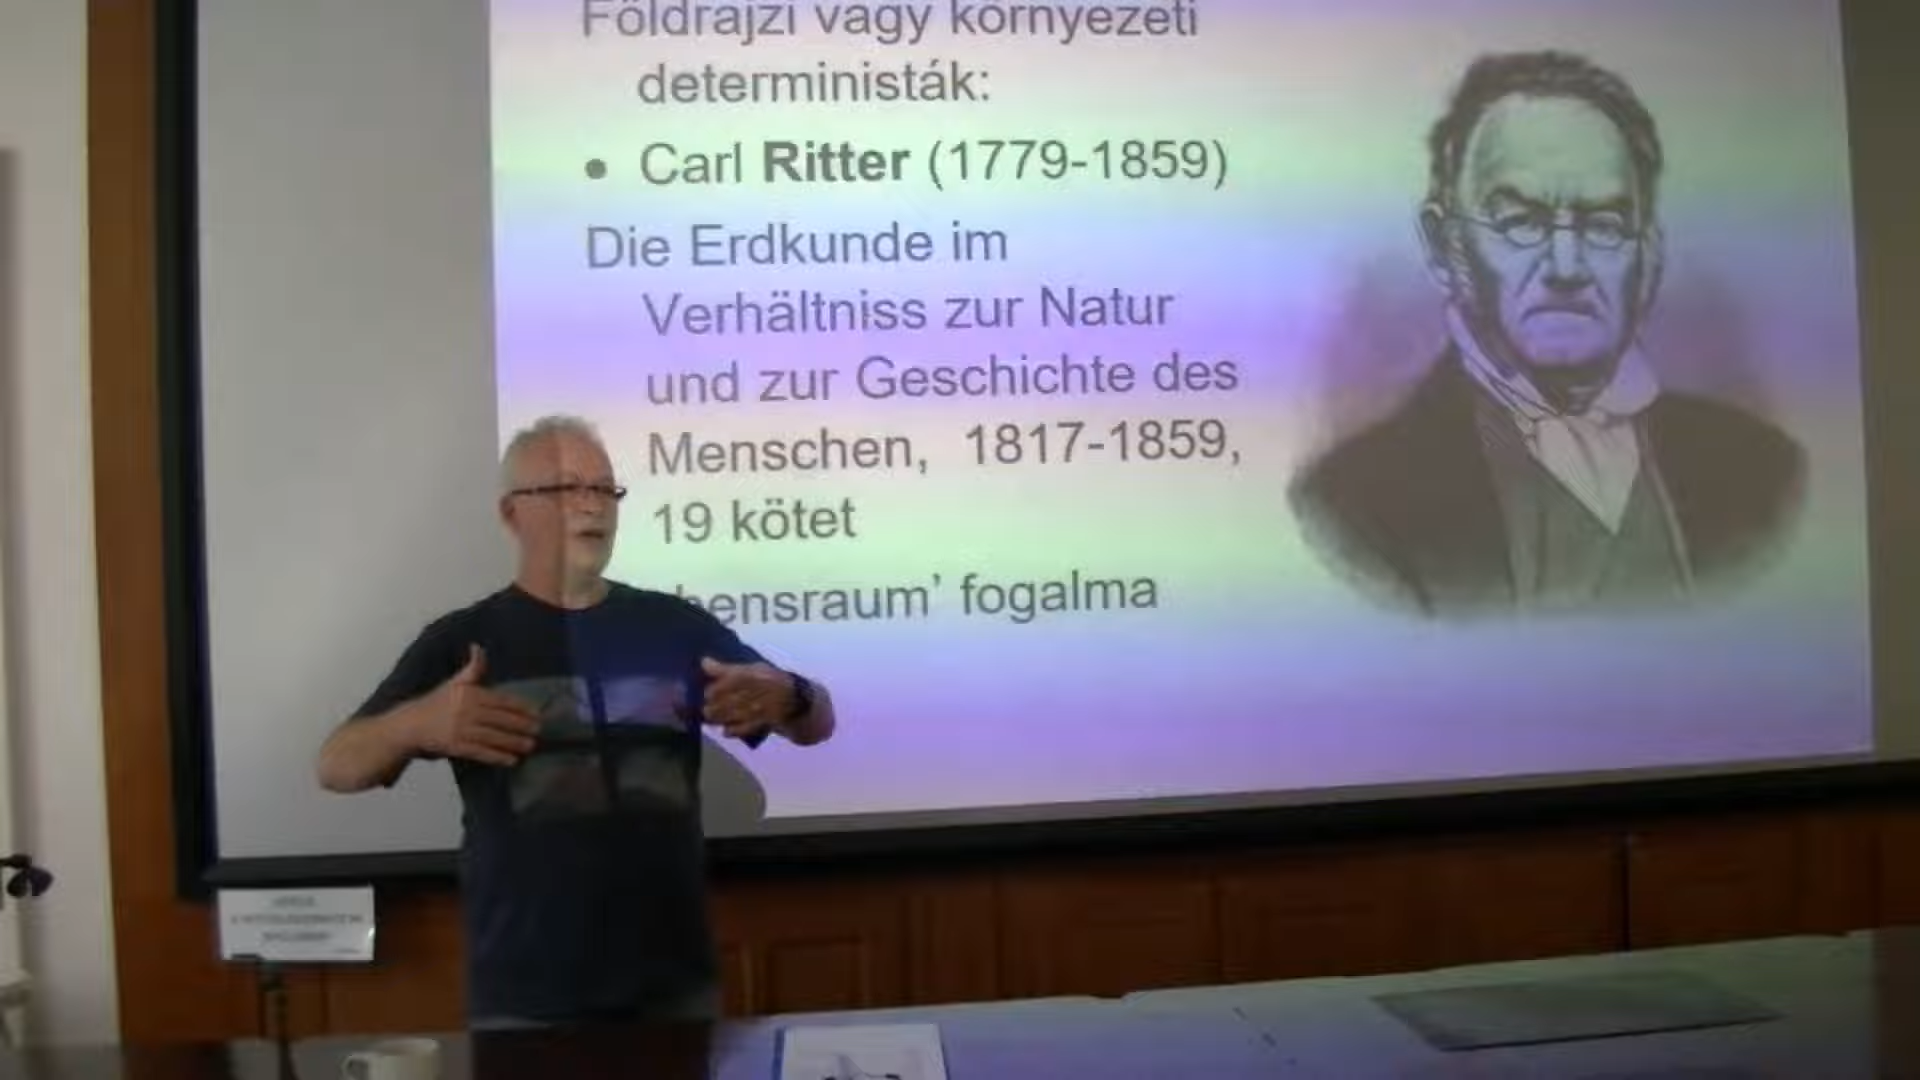 Földrajzi vagy környezeti
deterministák:
• Carl Ritter (1779-1859)
Die Erdkunde im
Verhältniss zur Natur
und zur Geschichte des
Menschen, 1817-1859,
19 kötet
fogalma